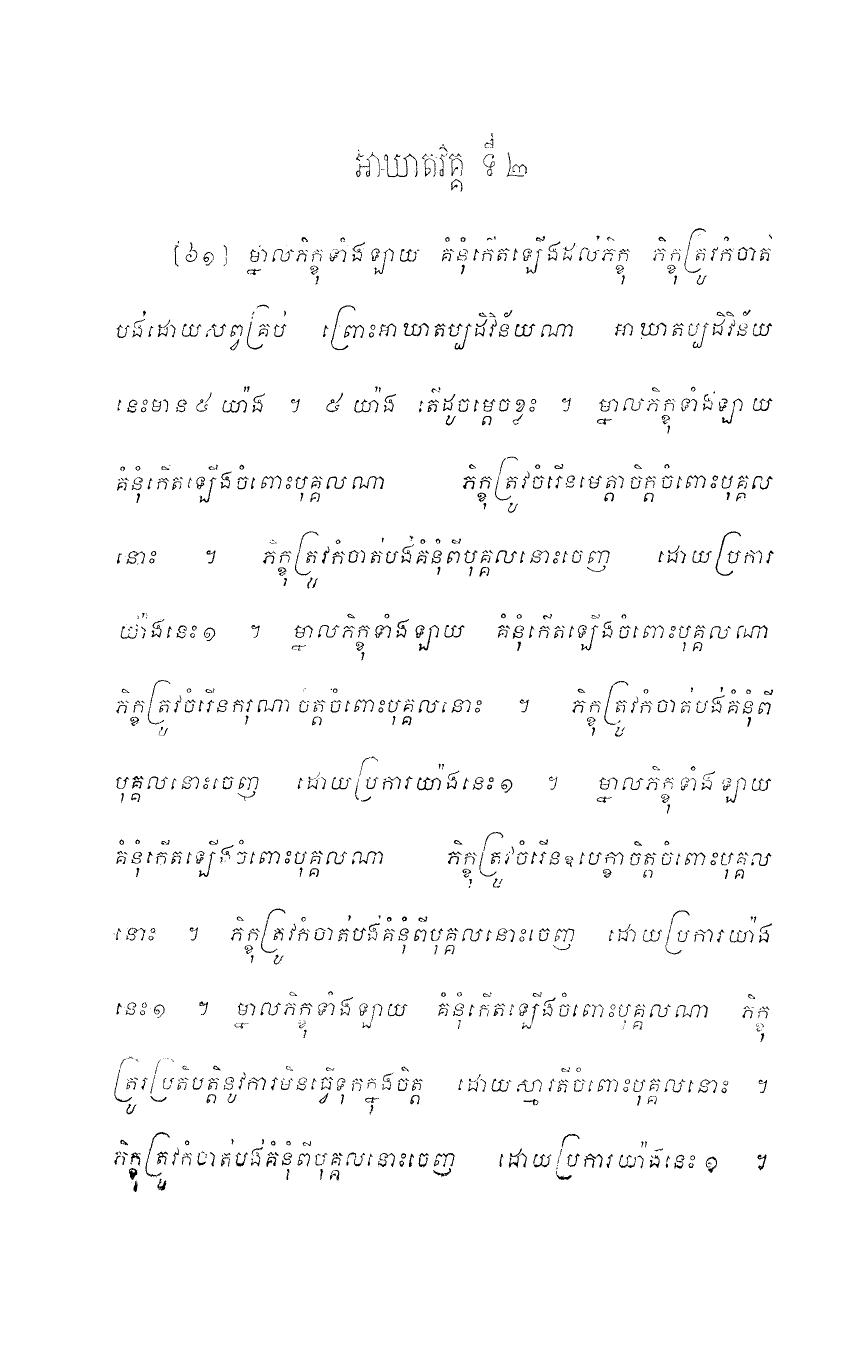 អាឃាតវគ្គ ទី ២
[៦១] ម្នាលភិក្ខុទាំងឡាយ គំនុំកើតឡើងដល់ភិក្ខុ ភិក្ខុត្រូវកំចាត់
បង់ដោយសព្វគ្រប់ ព្រោះអាឃាតប្បដិវិន័យណា អាឃាតប្បដិវិន័យ
នេះមាន ៥ យ៉ាង ។ ៥ យ៉ាង តើដូចម្តេចខ្លះ ។ ម្នាលភិក្ខុទាំងឡាយ
គំនុំកើតឡើងចំពោះបុគ្គលណា ភិក្ខុត្រូវចំរើនមេត្តាចិត្តចំពោះបុគ្គល
នោះ ។ ភិក្ខុត្រូវកំចាត់បង់គំនុំពីបុគ្គលនោះចេញ ដោយប្រការ
យ៉ាងនេះ១ ។ ម្នាលភិក្ខុទាំងឡាយ គំនុំកើតឡើងចំពោះបុគ្គលណា
ភិក្ខុត្រូវចំរើនករុណាចិត្តចំពោះបុគ្គលនោះ ។ ភិក្ខុត្រូវកំចាត់បង់គំនុំពី
បុគ្គលនោះចេញ ដោយប្រការយ៉ាងនេះ១ ។ ម្នាលភិក្ខុទាំងឡាយ
គំនុំកើតឡើងចំពោះបុគ្គលណា ភិក្ខុត្រូវចំរើនឧបេក្ខាចិត្តចំពោះបុគ្គល
នោះ ។ ភិក្ខុត្រូវកំចាត់បង់គំនុំពីបុគ្គលនោះចេញ ដោយប្រការយ៉ាង
នេះ១ ។ ម្នាលភិក្ខុទាំងឡាយ គំនុំកើតឡើងចំពោះបុគ្គលណា ភិក្ខុ
ត្រូវប្រតិបត្តិនូវការមិនធ្វើទុកក្នុងចិត្ត ដោយស្មារតីចំពោះបុគ្គលនោះ ។
ភិក្ខុត្រូវកំចាត់បង់គំនុំពីបុគ្គលនោះចេញ ដោយប្រការយ៉ាងនេះ ១ ។